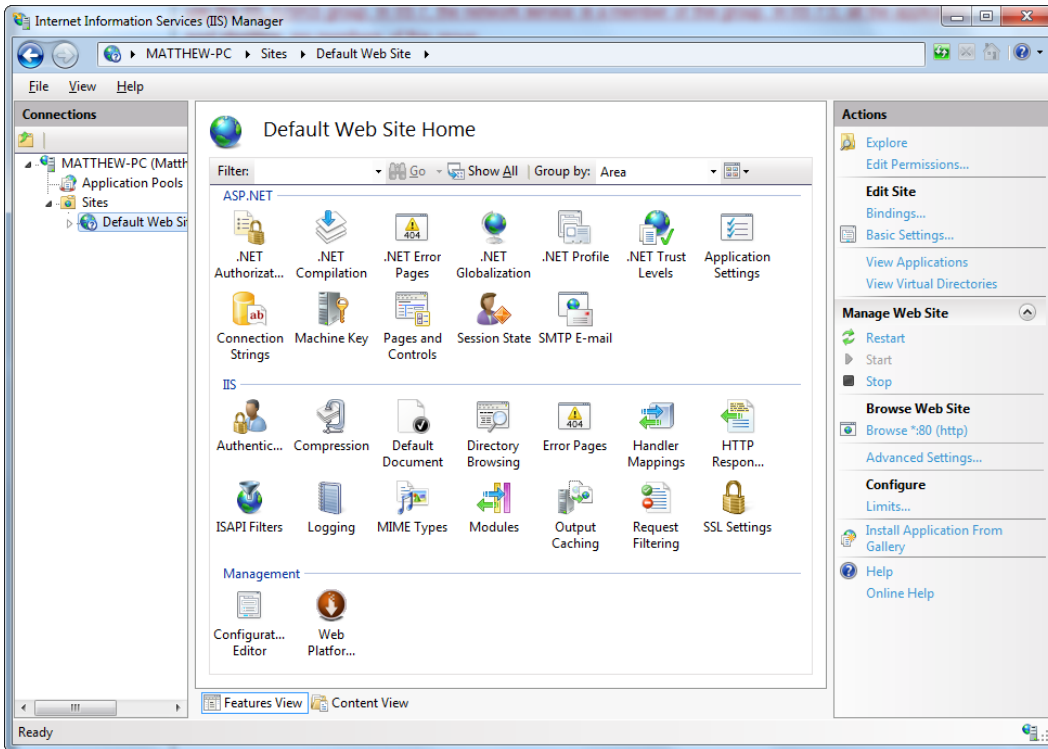 Internet Information Services (IIS) Manager
MATTHEW-PC Sites Default Web Site
File View Help
Connections
MATTHEW-PC (Matth
Application Pools
Sites
Default Web Si
Default Web Site Home
Filter: Go Show All Group by: Area
ASP.NET
.NET Authorizat...
.NET Compilation
.NET Error Pages
.NET Globalization
.NET Profile
.NET Trust Levels
Application Settings
Connection Strings
Machine Key
Pages and Controls
Session State
SMTP E-mail
IIS
Authentic...
Compression
Default Document
Directory Browsing
Error Pages
Handler Mappings
HTTP Respon...
ISAPI Filters
Logging
MIME Types
Modules
Output Caching
Request Filtering
SSL Settings
Management
Configurat... Editor
Web Platfor...
Features View
Content View
Actions
Explore
Edit Permissions...
Edit Site
Bindings...
Basic Settings...
View Applications
View Virtual Directories
Manage Web Site
Restart
Start
Stop
Browse Web Site
Browse *:80 (http)
Advanced Settings...
Configure
Limits...
Install Application From
Gallery
Help
Online Help
Ready